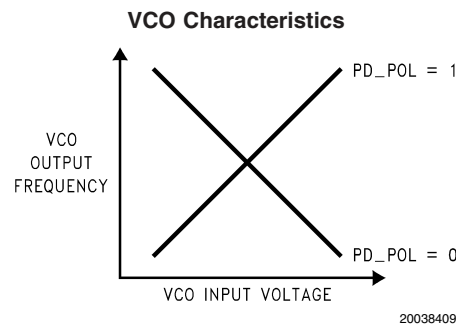 VCO Characteristics
PD_POL = 1
VCO
OUTPUT
FREQUENCY
PD_POL = 0
VCO INPUT VOLTAGE
20038409